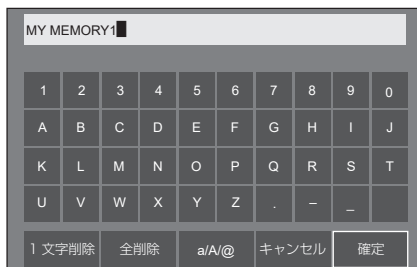 MY MEMORY1
1 2 3 4 5 6 7 8 9 0
A B C D E F G H I J
K L M N O P Q R S T
U V W X Y Z . – _
1 文字削除 全削除 a/A/@ キャンセル 確定